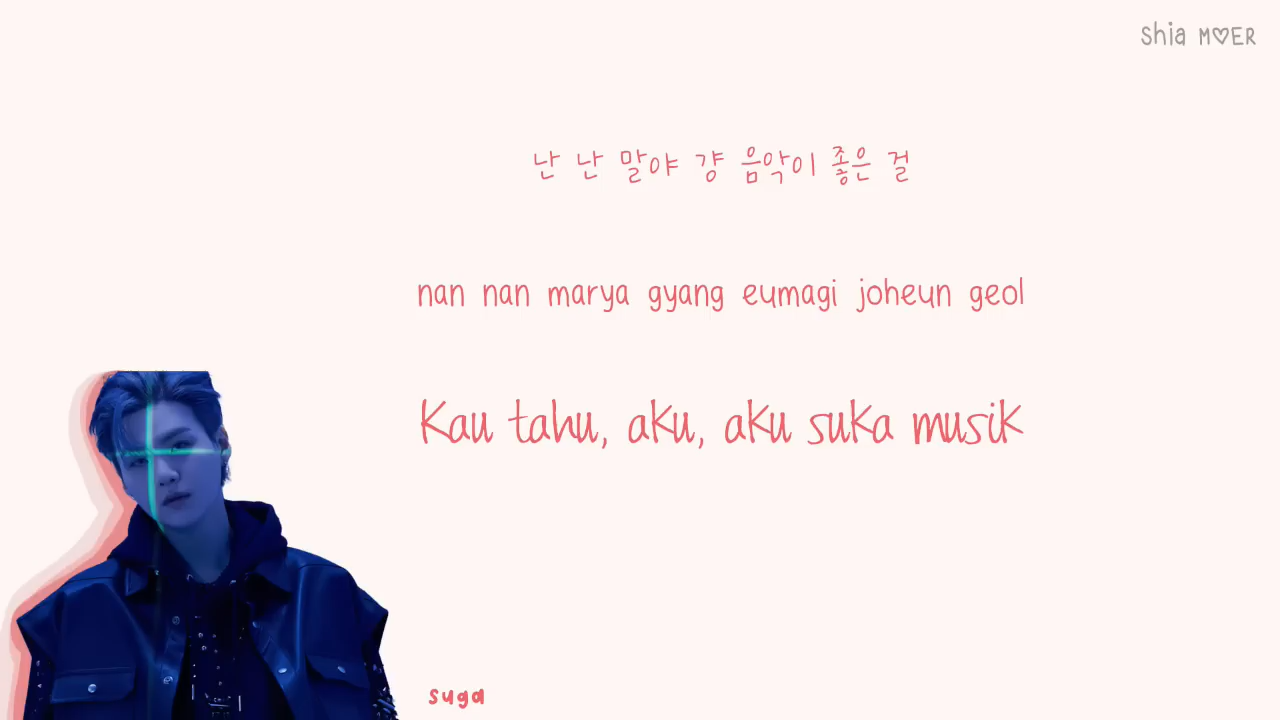 Shia M♡ER
난 난 말야 걍 음악이 좋은 걸
nan nan marya gyang eumagi joheun geol
Kau tahu, aku, aku suka musik
suga